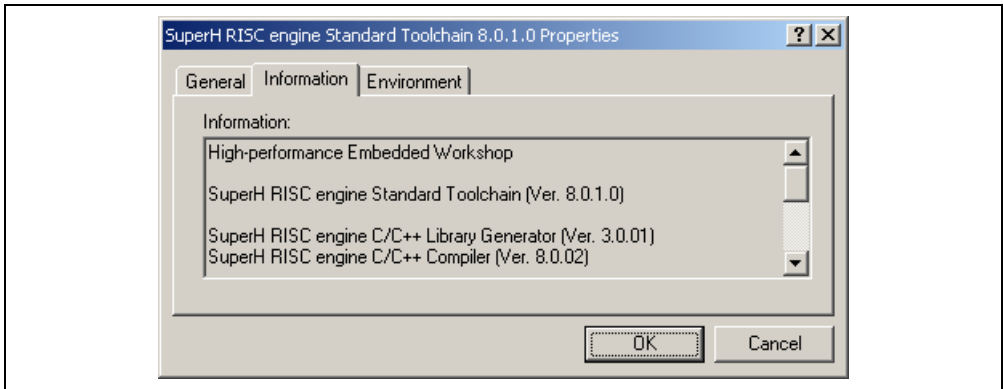 SuperH RISC engine Standard Toolchain 8.0.1.0 Properties
General Information Environment
Information:
High-performance Embedded Workshop
SuperH RISC engine Standard Toolchain (Ver. 8.0.1.0)
SuperH RISC engine C/C++ Library Generator (Ver. 3.0.01)
SuperH RISC engine C/C++ Compiler (Ver. 8.0.02)
OK Cancel